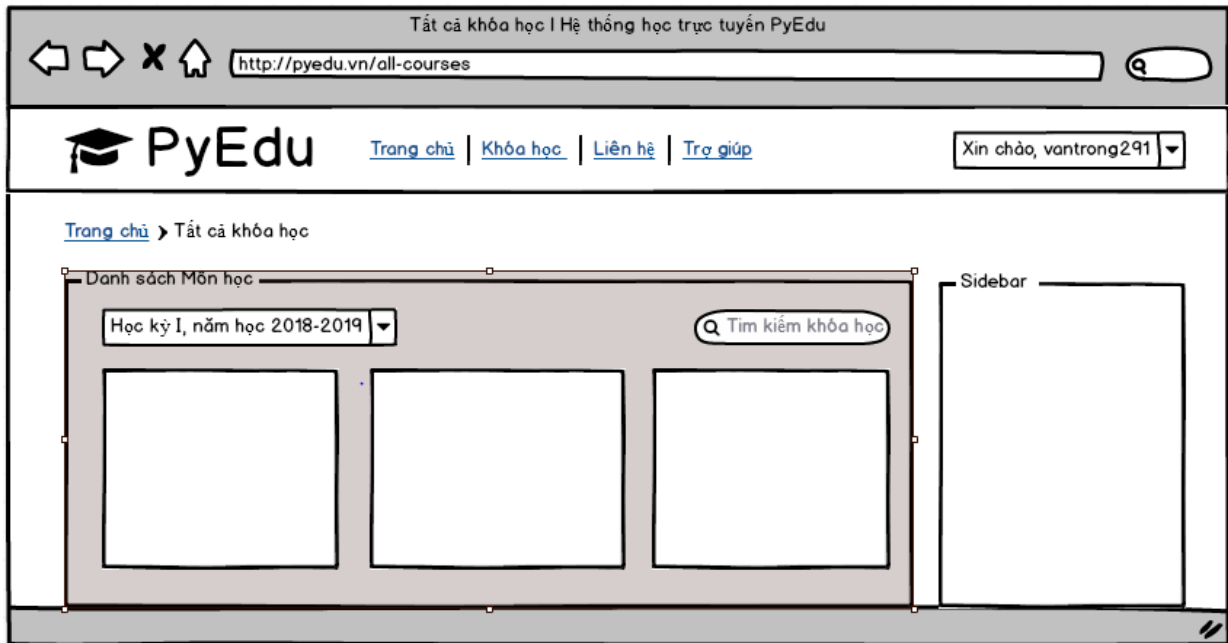 Tất cả khóa học | Hệ thống học trực tuyến PyEdu
http://pyedu.vn/all-courses
PyEdu
Trang chủ | Khóa học | Liên hệ | Trợ giúp
Xin chào, vantrong291
Trang chủ > Tất cả khóa học
Danh sách Môn học
Sidebar
Học kỳ I, năm học 2018-2019
Tìm kiếm khóa học